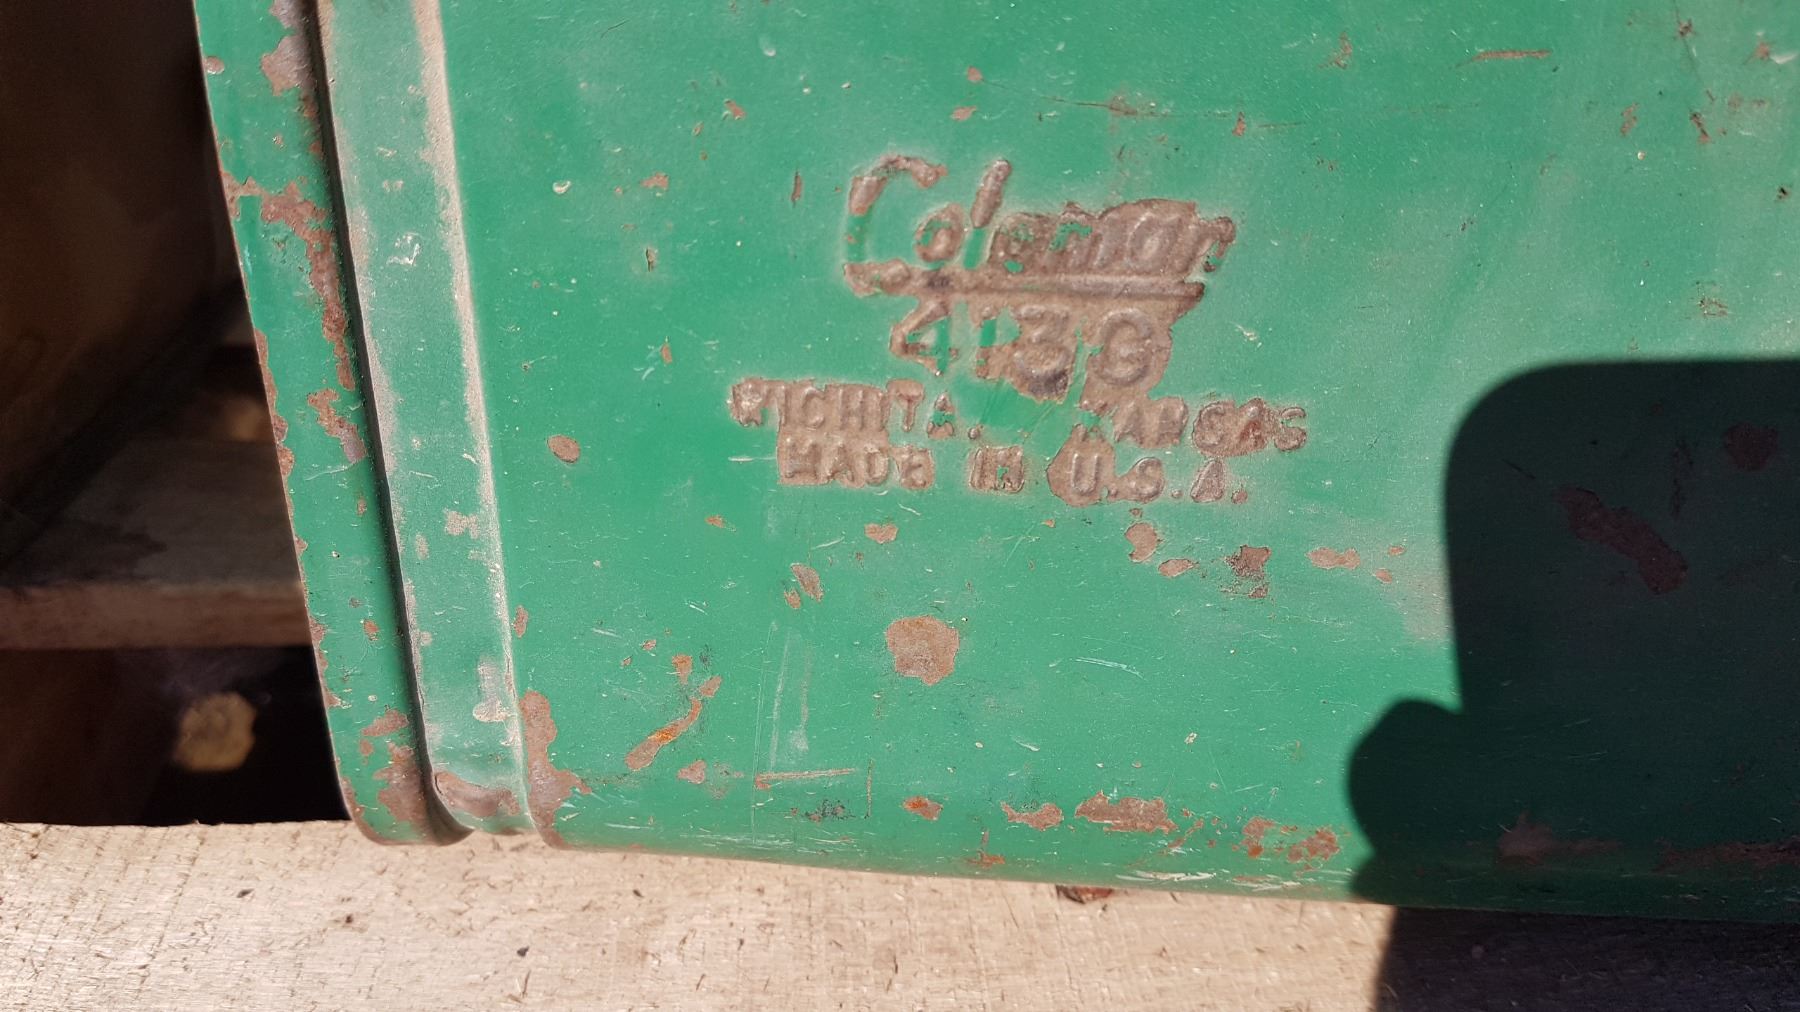 Coleman
413G
WICHITA, KANSAS
MADE IN U.S.A.